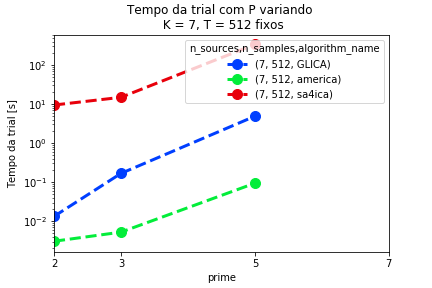 Tempo da trial com P variando
K = 7, T = 512 fixos
n_sources,n_samples,algorithm_name
(7, 512, GLICA)
(7, 512, america)
(7, 512, sa4ica)
Tempo da trial [s]
10²
10¹
10⁰
10⁻¹
10⁻²
2 3 5 7
prime